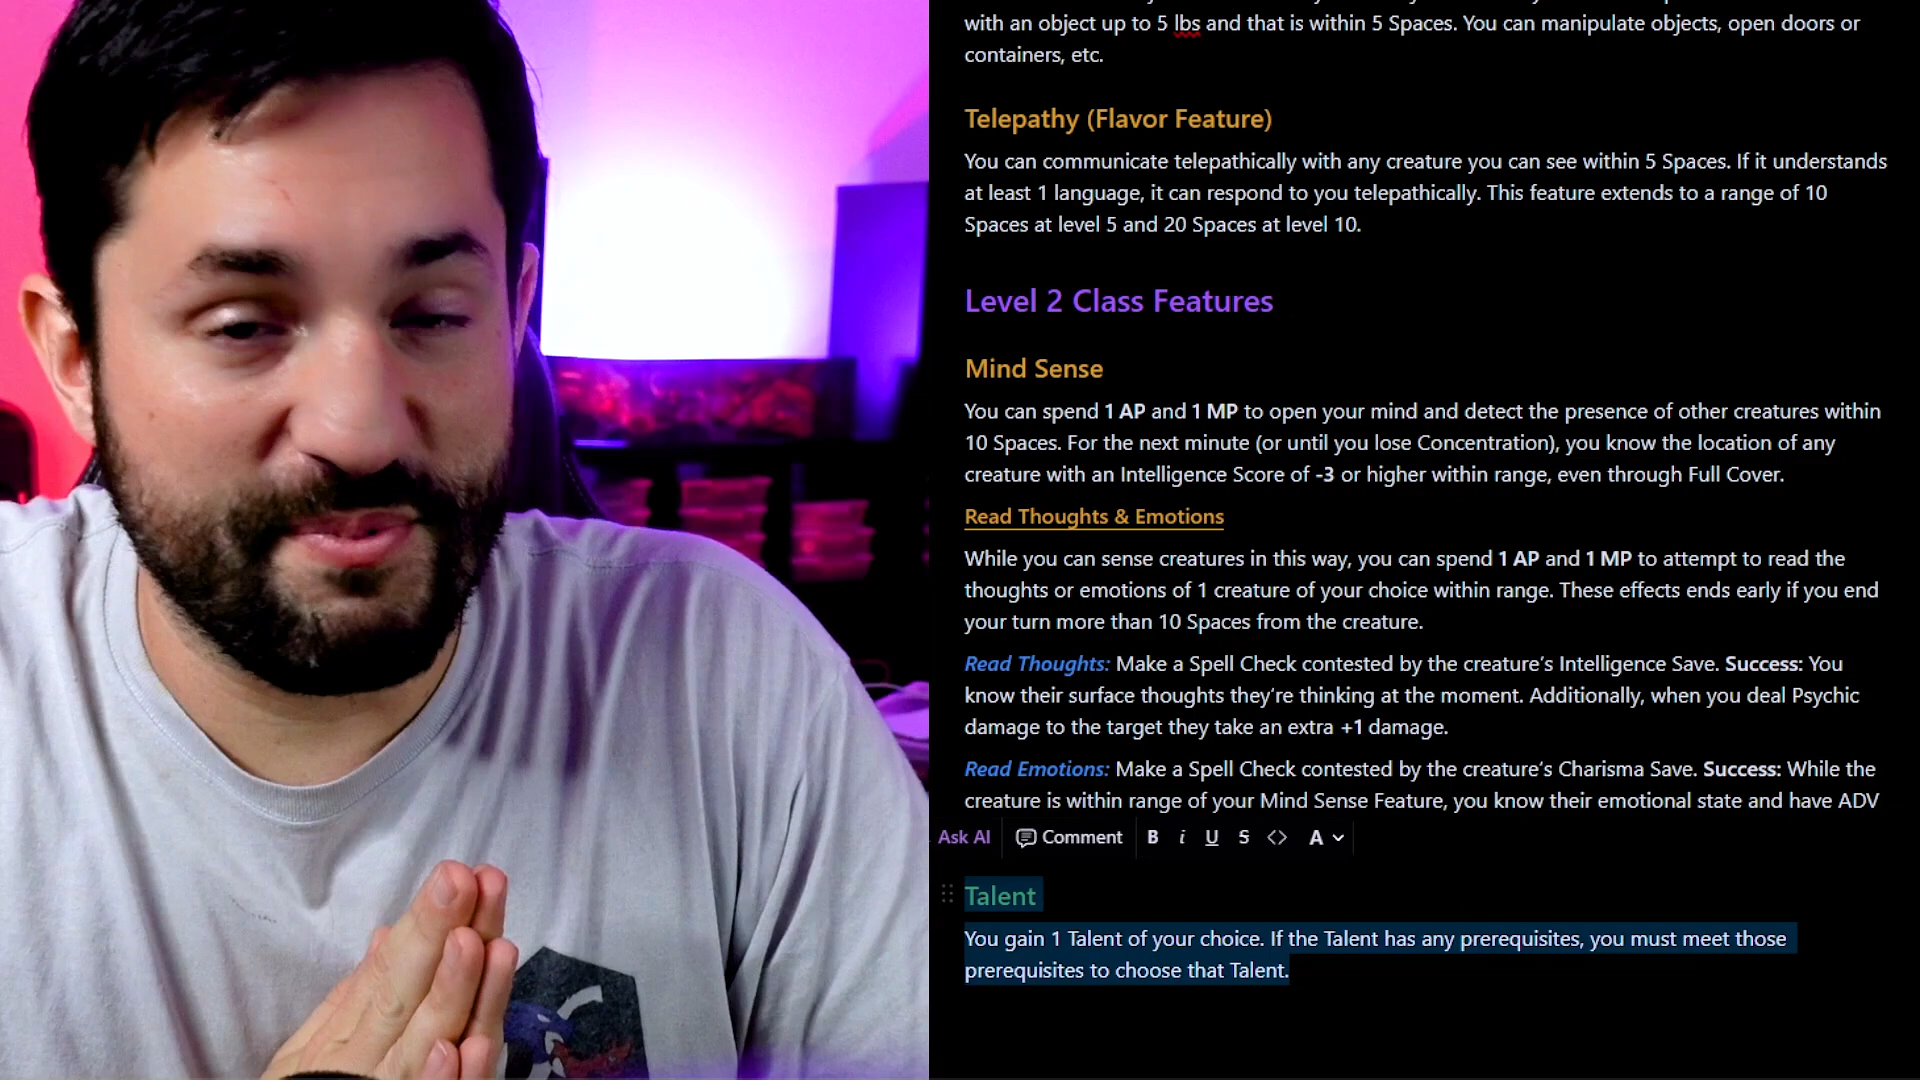 with an object up to 5 lbs and that is within 5 Spaces. You can manipulate objects, open doors or
containers, etc.
Telepathy (Flavor Feature)
You can communicate telepathically with any creature you can see within 5 Spaces. If it understands
at least 1 language, it can respond to you telepathically. This feature extends to a range of 10
Spaces at level 5 and 20 Spaces at level 10.
Level 2 Class Features
Mind Sense
You can spend 1 AP and 1 MP to open your mind and detect the presence of other creatures within
10 Spaces. For the next minute (or until you lose Concentration), you know the location of any
creature with an Intelligence Score of -3 or higher within range, even through Full Cover.
Read Thoughts & Emotions
While you can sense creatures in this way, you can spend 1 AP and 1 MP to attempt to read the
thoughts or emotions of 1 creature of your choice within range. These effects ends early if you end
your turn more than 10 Spaces from the creature.
Read Thoughts: Make a Spell Check contested by the creature's Intelligence Save. Success: You
know their surface thoughts they're thinking at the moment. Additionally, when you deal Psychic
damage to the target they take an extra +1 damage.
Read Emotions: Make a Spell Check contested by the creature's Charisma Save. Success: While the
creature is within range of your Mind Sense Feature, you know their emotional state and have ADV
Ask AI Comment B i U S <> A
Talent
You gain 1 Talent of your choice. If the Talent has any prerequisites, you must meet those
prerequisites to choose that Talent.